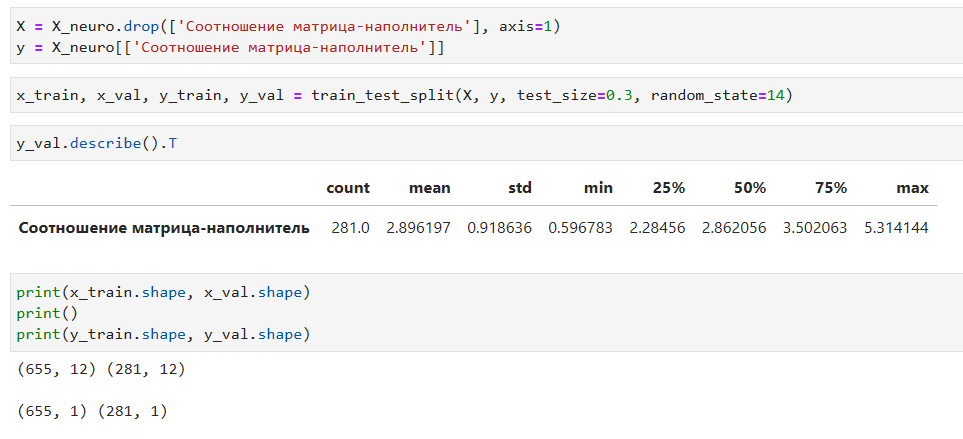 X = X_neuro.drop(['Соотношение матрица-наполнитель'], axis=1)
y = X_neuro[['Соотношение матрица-наполнитель']]
x_train, x_val, y_train, y_val = train_test_split(X, y, test_size=0.3, random_state=14)
y_val.describe().T
count mean std min 25% 50% 75% max
Соотношение матрица-наполнитель 281.0 2.896197 0.918636 0.596783 2.28456 2.862056 3.502063 5.314144
print(x_train.shape, x_val.shape)
print()
print(y_train.shape, y_val.shape)
(655, 12) (281, 12)
(655, 1) (281, 1)